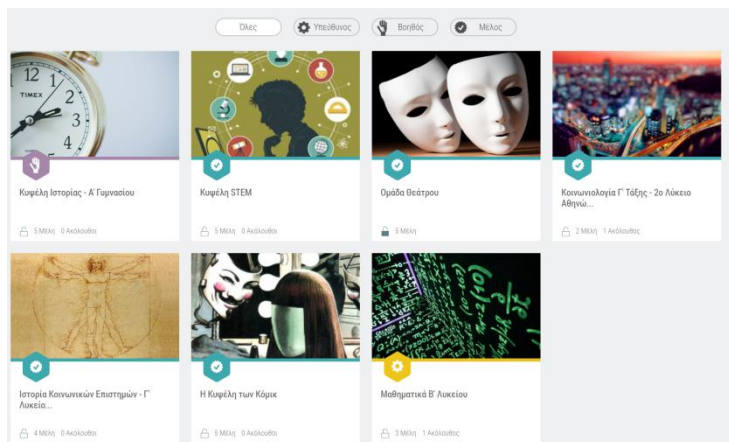 Όλες
Υπεύθυνος
Βοηθός
Μέλος
12
TIMEX
Κυψέλη Ιστορίας - Α' Γυμνασίου
5 Μέλη 0 Ακόλουθοι
Κυψέλη STEM
5 Μέλη 0 Ακόλουθοι
Ομάδα Θεάτρου
5 Μέλη
Κοινωνιολογία Γ' Τάξης - 2ο Λύκειο
Αθηνώ...
2 Μέλη 1 Ακόλουθος
Ιστορία Κοινωνικών Επιστημών - Γ'
Λυκείο...
4 Μέλη 0 Ακόλουθοι
Η Κυψέλη των Κόμικ
5 Μέλη 0 Ακόλουθοι
Μαθηματικά Β' Λυκείου
3 Μέλη 1 Ακόλουθος